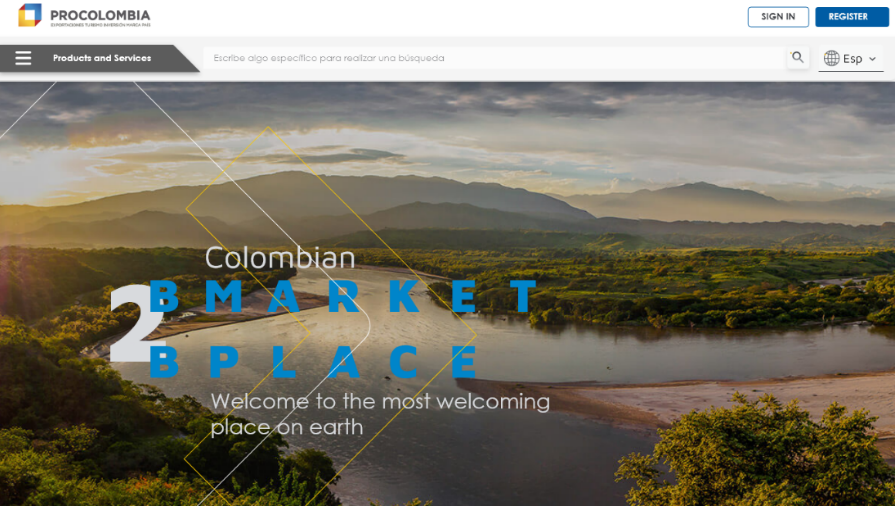 PROCOLOMBIA
EXPORTACIONES TURISMO INVERSIÓN MARCA PAÍS
SIGN IN
REGISTER
Products and Services
Escribe algo específico para realizar una búsqueda
Esp
Colombian
2
B MARKET
B PLACE
Welcome to the most welcoming
place on earth